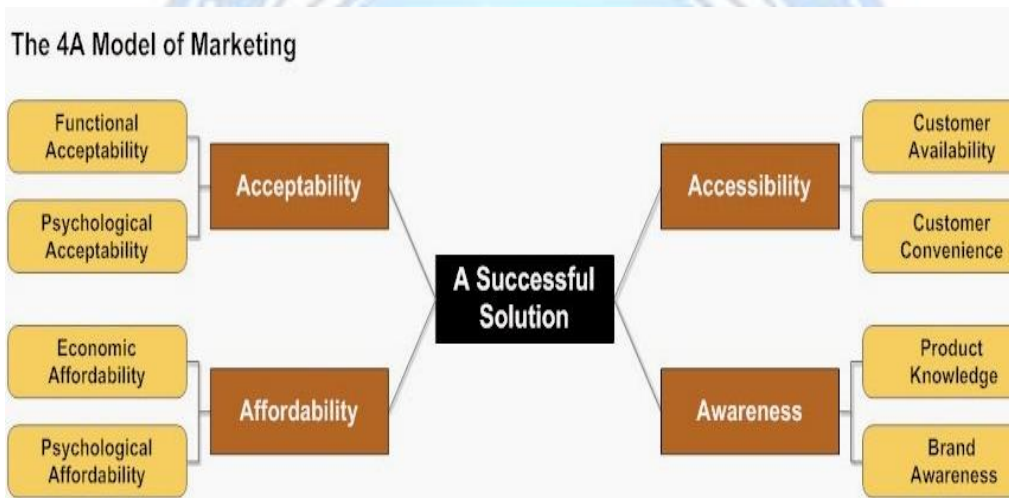 The 4A Model of Marketing
Functional
Acceptability
Psychological
Acceptability
Acceptability
Economic
Affordability
Psychological
Affordability
Affordability
A Successful
Solution
Accessibility
Customer
Availability
Customer
Convenience
Awareness
Product
Knowledge
Brand
Awareness